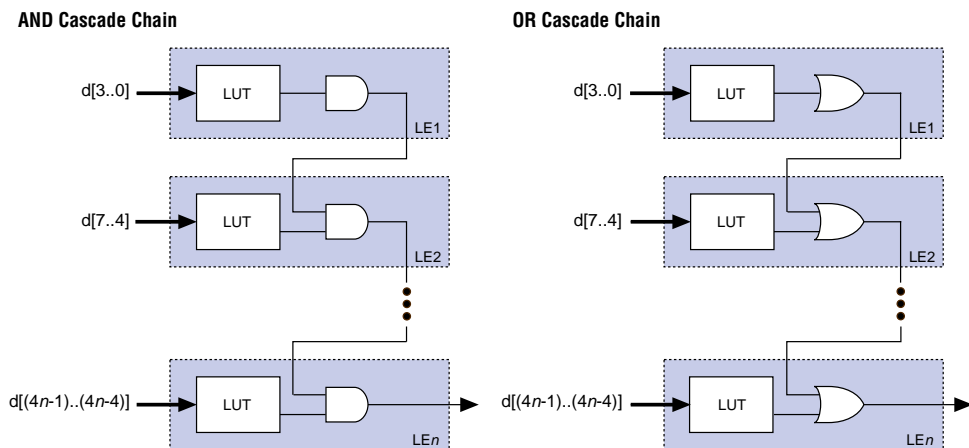 AND Cascade Chain
d[3..0]
LUT
LE1
d[7..4]
LUT
LE2
d[(4n-1)..(4n-4)]
LUT
LEn
OR Cascade Chain
d[3..0]
LUT
LE1
d[7..4]
LUT
LE2
d[(4n-1)..(4n-4)]
LUT
LEn